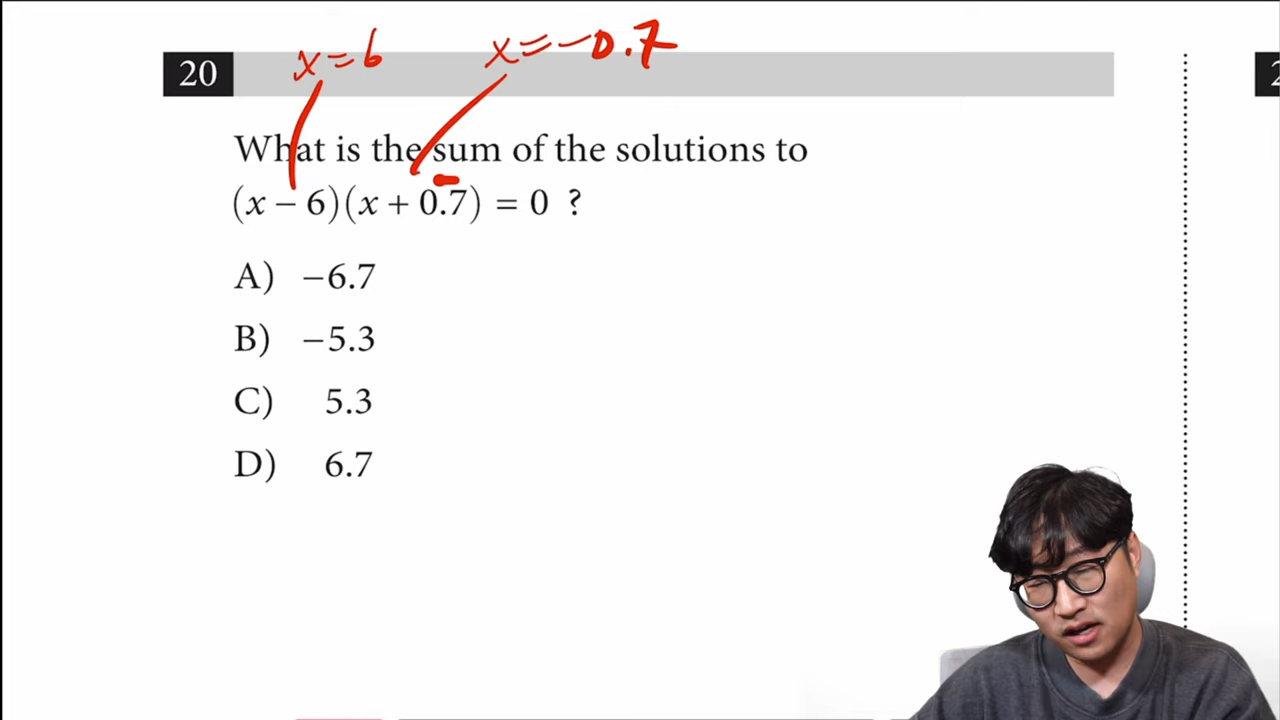 x=6 x=-0.7
20
What is the sum of the solutions to
(x − 6)(x + 0.7) = 0 ?
A) −6.7
B) −5.3
C) 5.3
D) 6.7